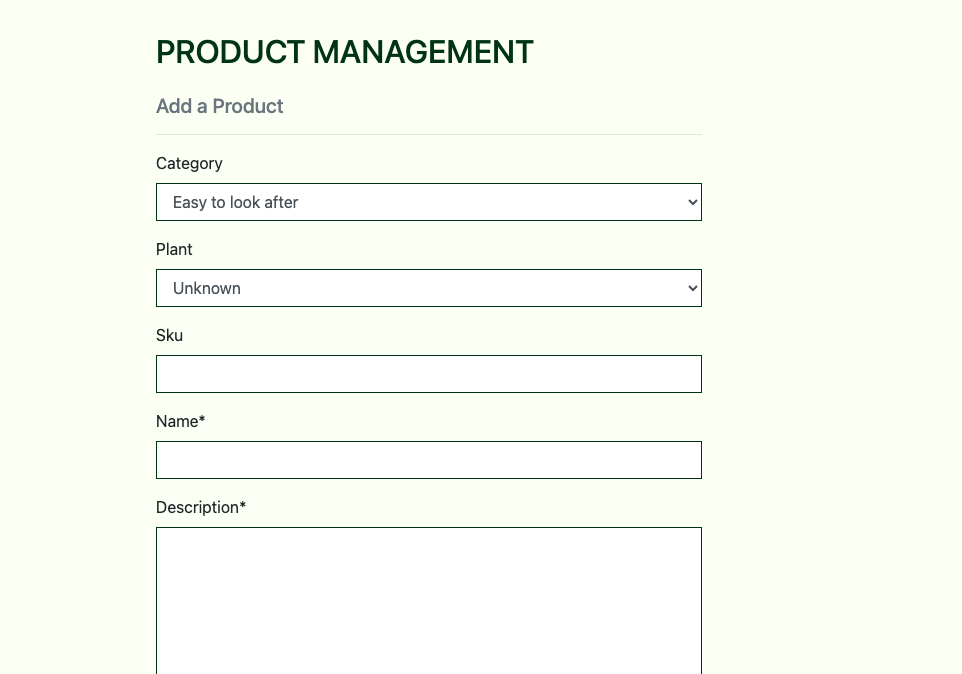 PRODUCT MANAGEMENT
Add a Product
Category
Easy to look after
Plant
Unknown
Sku
Name*
Description*